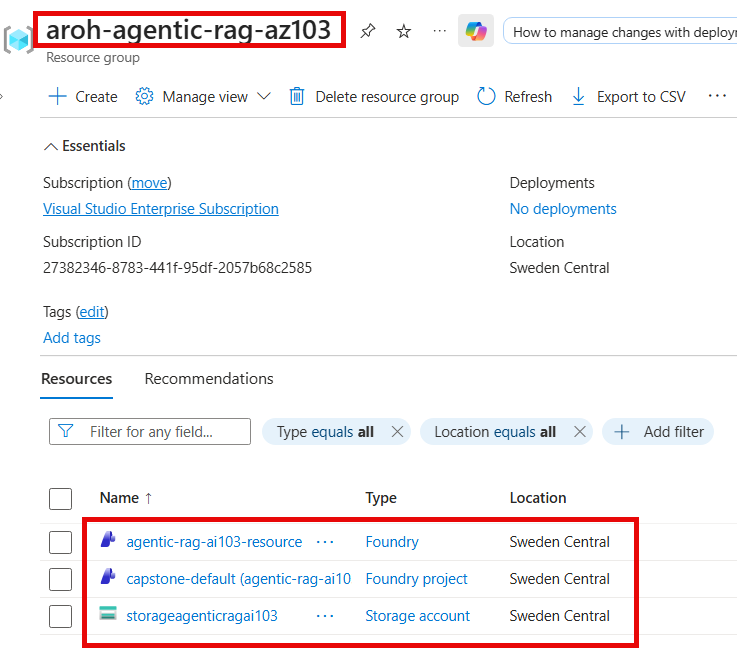 aroh-agentic-rag-az103
How to manage changes with deploym
Resource group
Create Manage view Delete resource group Refresh Export to CSV
Essentials
Subscription (move)
Visual Studio Enterprise Subscription
Subscription ID
27382346-8783-441f-95df-2057b68c2585
Deployments
No deployments
Location
Sweden Central
Tags (edit)
Add tags
Resources Recommendations
Filter for any field... Type equals all Location equals all Add filter
Name ↑ Type Location
agentic-rag-ai103-resource ... Foundry Sweden Central
capstone-default (agentic-rag-ai10 Foundry project Sweden Central
storageagenticragai103 ... Storage account Sweden Central